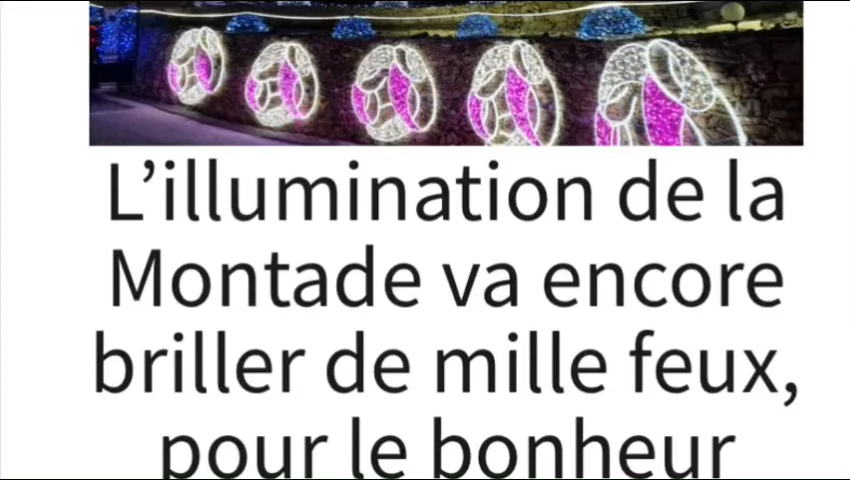 L’illumination de la
Montade va encore
briller de mille feux,
pour le bonheur